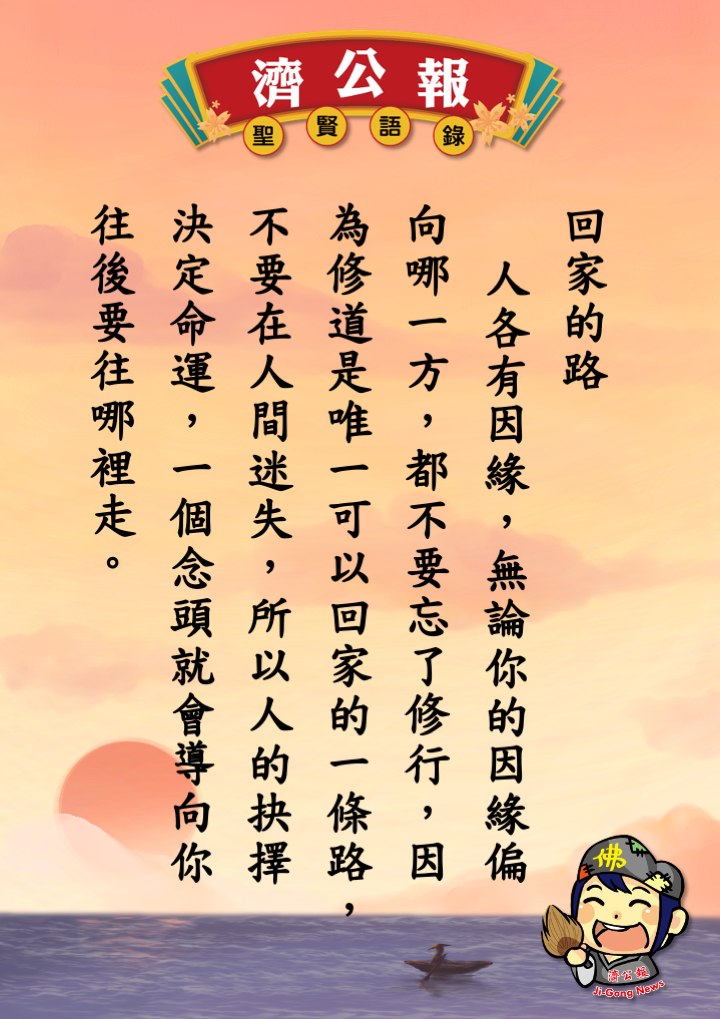 濟公報
聖賢語錄
回家的路
人各有因緣，無論你的因緣偏
向哪一方，都不要忘了修行，因
為修道是唯一可以回家的一條路，
不要在人間迷失，所以人的抉擇
決定命運，一個念頭就會導向你
往後要往哪裡走。
佛
濟公報
Ji-Gong News